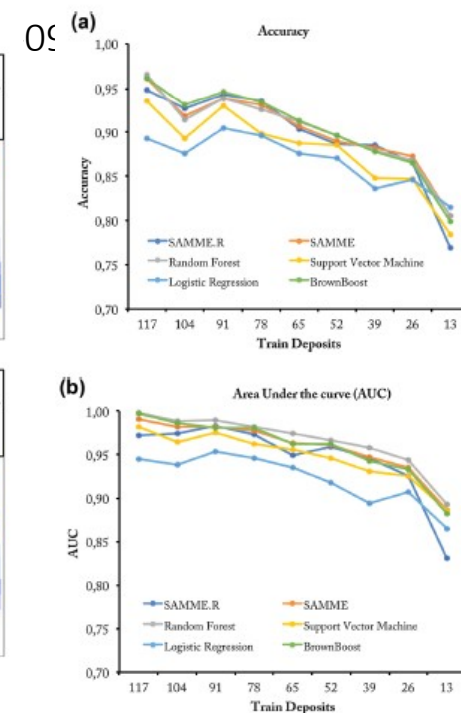 09
(a)
Accuracy
1,00
0,95
0,90
0,85
0,80
0,75
0,70
Accuracy
SAMME.R SAMME
Random Forest Support Vector Machine
Logistic Regression BrownBoost
117 104 91 78 65 52 39 26 13
Train Deposits
(b)
Area Under the curve (AUC)
1,00
0,95
0,90
0,85
0,80
0,75
0,70
AUC
SAMME.R SAMME
Random Forest Support Vector Machine
Logistic Regression BrownBoost
117 104 91 78 65 52 39 26 13
Train Deposits